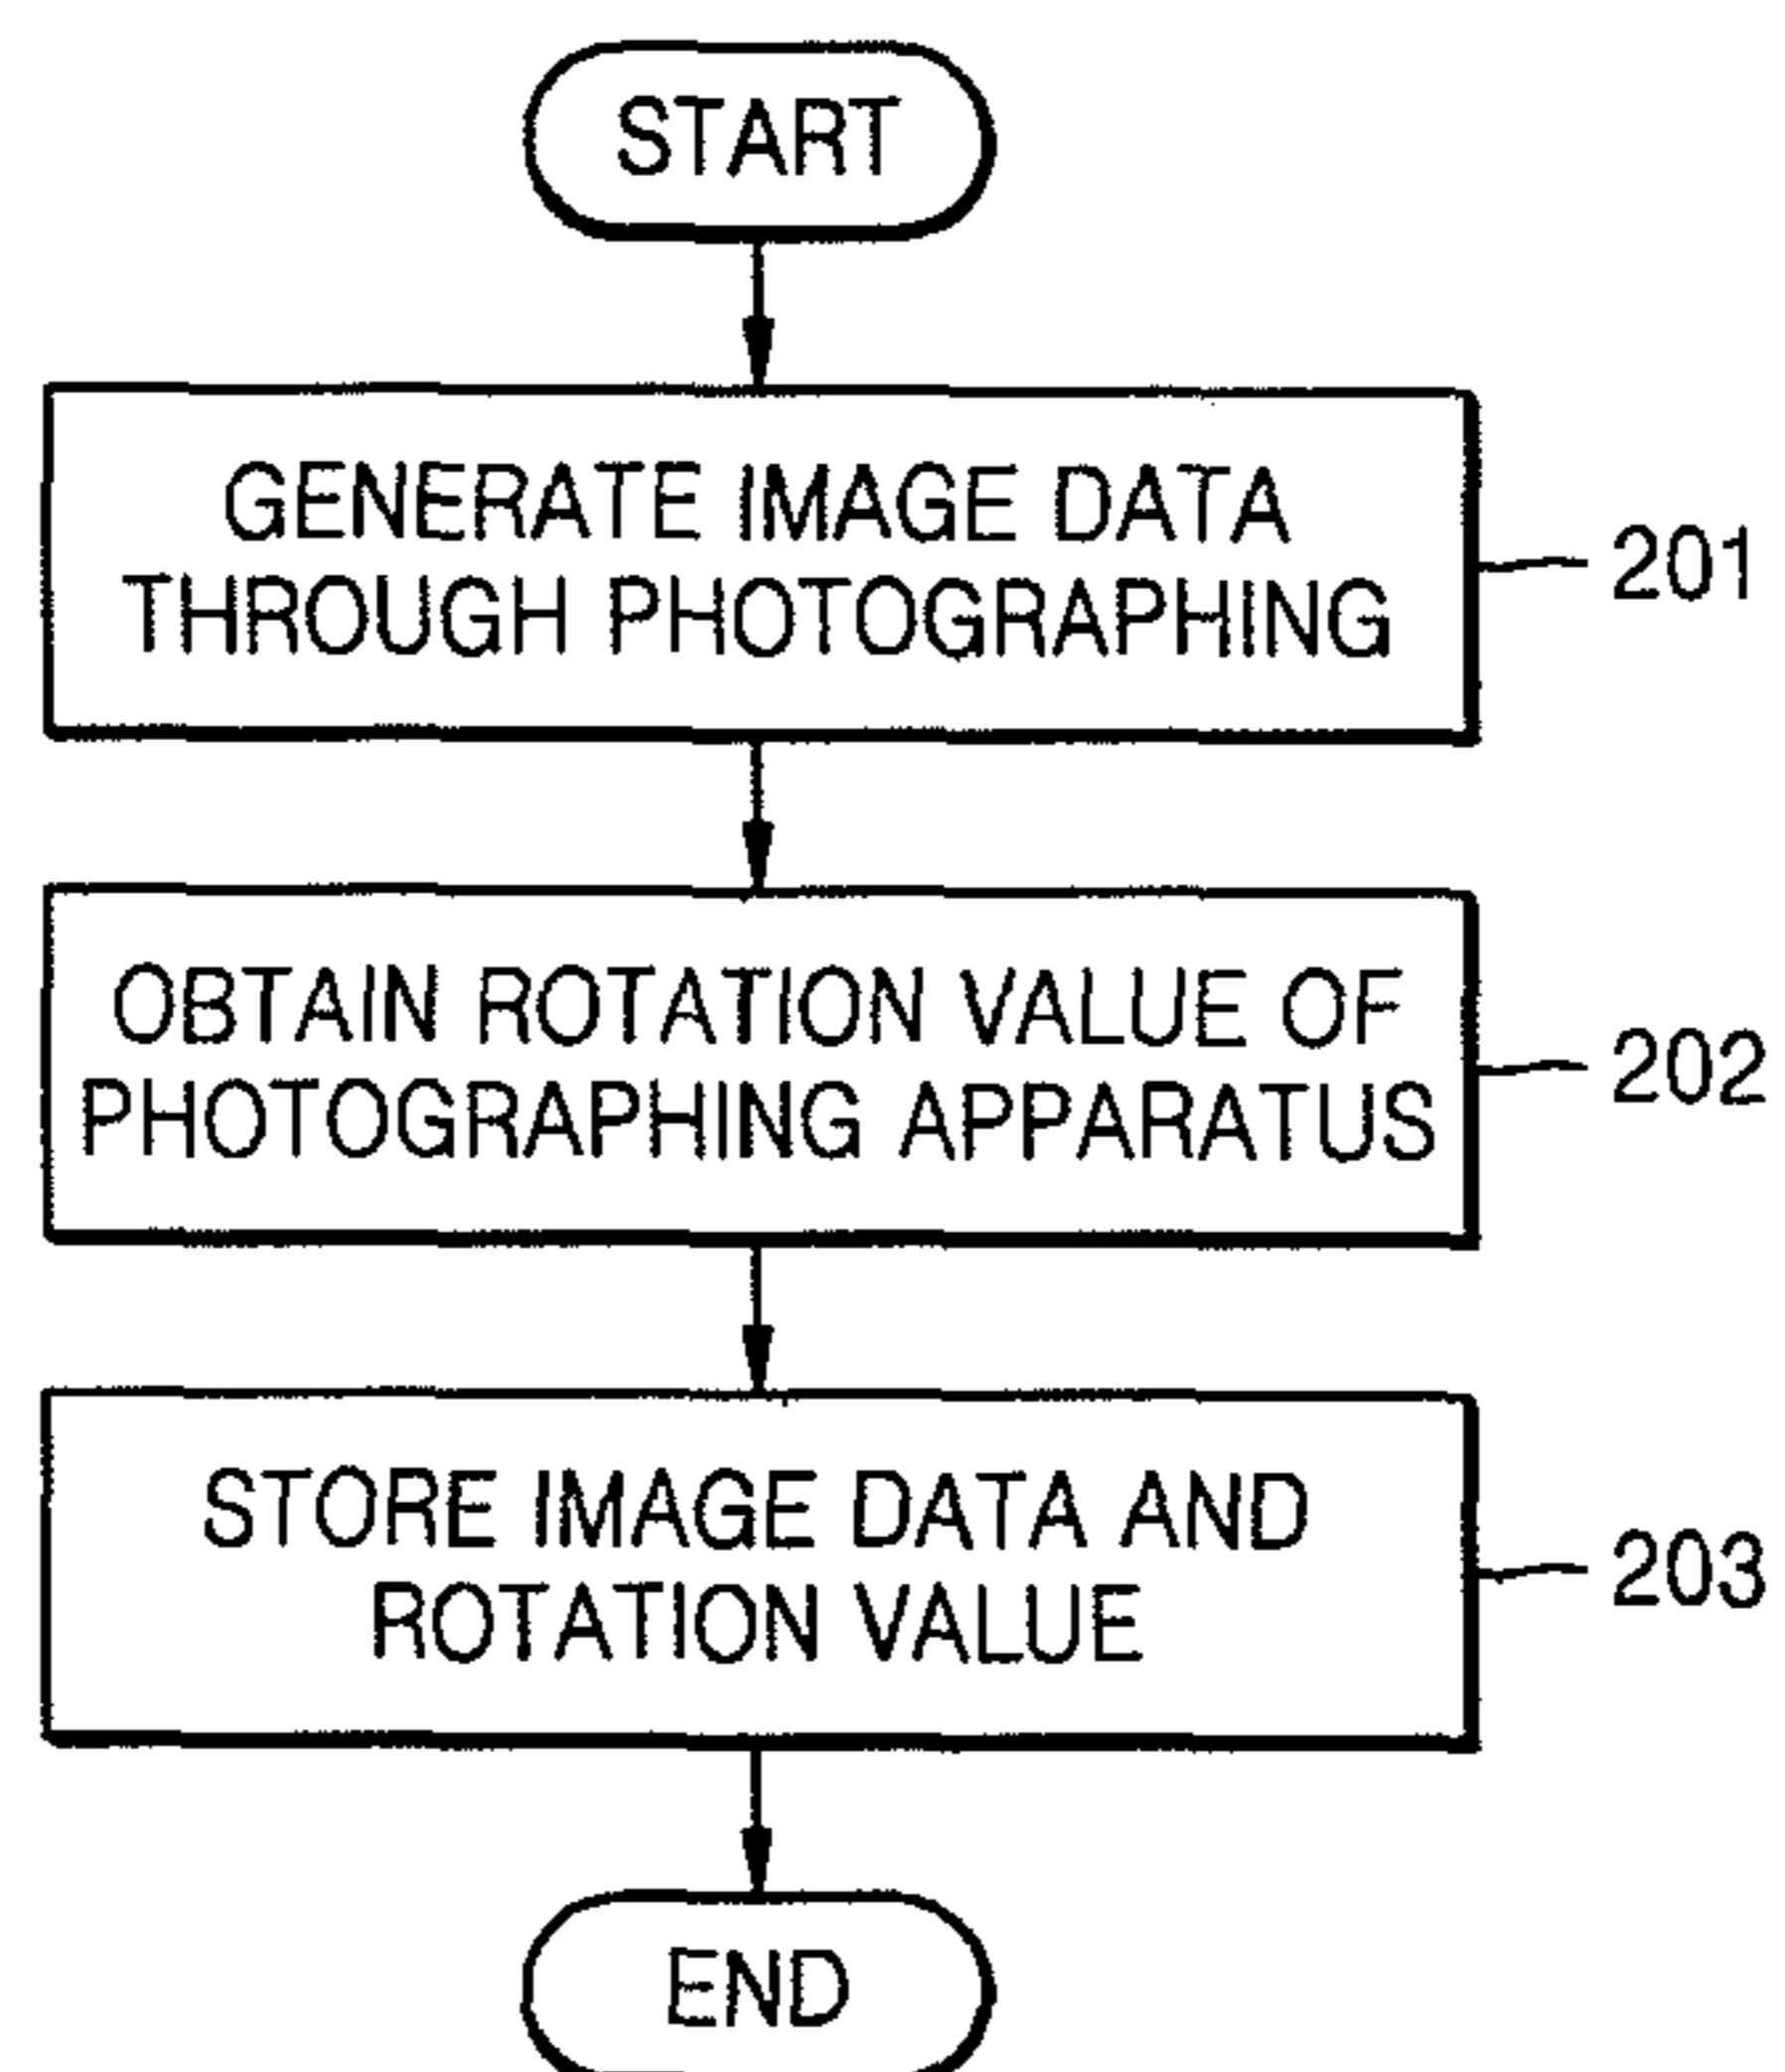 START
GENERATE IMAGE DATA
THROUGH PHOTOGRAPHING
201
OBTAIN ROTATION VALUE OF
PHOTOGRAPHING APPARATUS
202
STORE IMAGE DATA AND
ROTATION VALUE
203
END